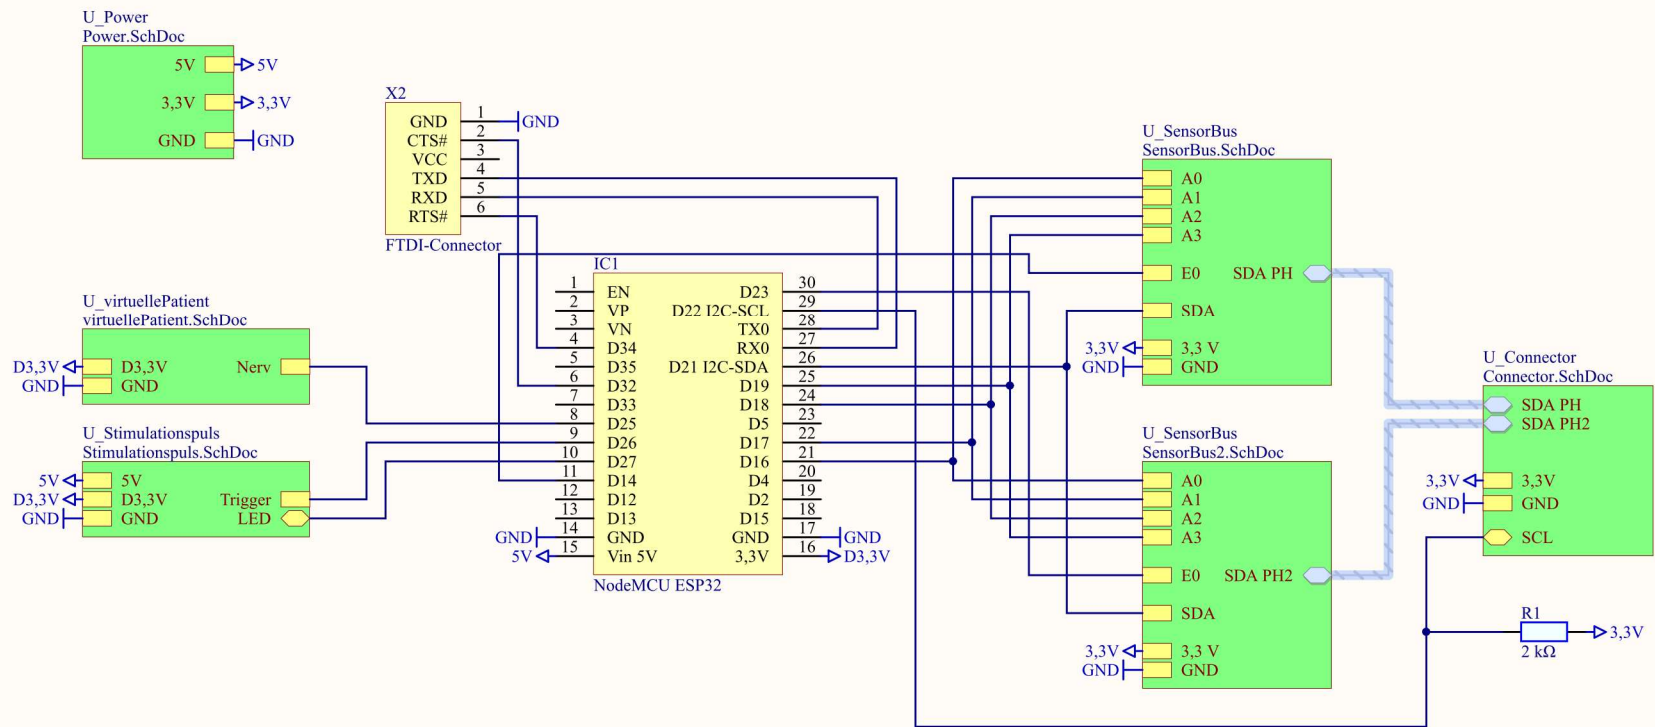 U_Power
Power.SchDoc
5V 5V
3,3V 3,3V
GND GND
X2
GND 1 GND
CTS# 2
VCC 3
TXD 4
RXD 5
RTS# 6
FTDI-Connector
U_virtuellePatient
virtuellePatient.SchDoc
D3,3V D3,3V Nerv
GND GND
U_Stimulationspuls
Stimulationspuls.SchDoc
5V 5V
D3,3V D3,3V Trigger
GND GND LED
IC1
1 EN D23 30
2 VP D22 I2C-SCL 29
3 VN TX0 28
4 D34 RX0 27
5 D35 D21 I2C-SDA 26
6 D32 D19 25
7 D33 D18 24
8 D25 D5 23
9 D26 D17 22
10 D27 D16 21
11 D14 D4 20
12 D12 D2 19
13 D13 D15 18
GND 14 GND GND 17 GND
5V 15 Vin 5V 3,3V 16 D3,3V
NodeMCU ESP32
U_SensorBus
SensorBus.SchDoc
A0
A1
A2
A3
E0 SDA PH
SDA
3,3V 3,3 V
GND GND
U_SensorBus
SensorBus2.SchDoc
A0
A1
A2
A3
E0 SDA PH2
SDA
3,3V 3,3 V
GND GND
U_Connector
Connector.SchDoc
SDA PH
SDA PH2
3,3V 3,3V
GND GND
SCL
R1
3,3V
2 kΩ